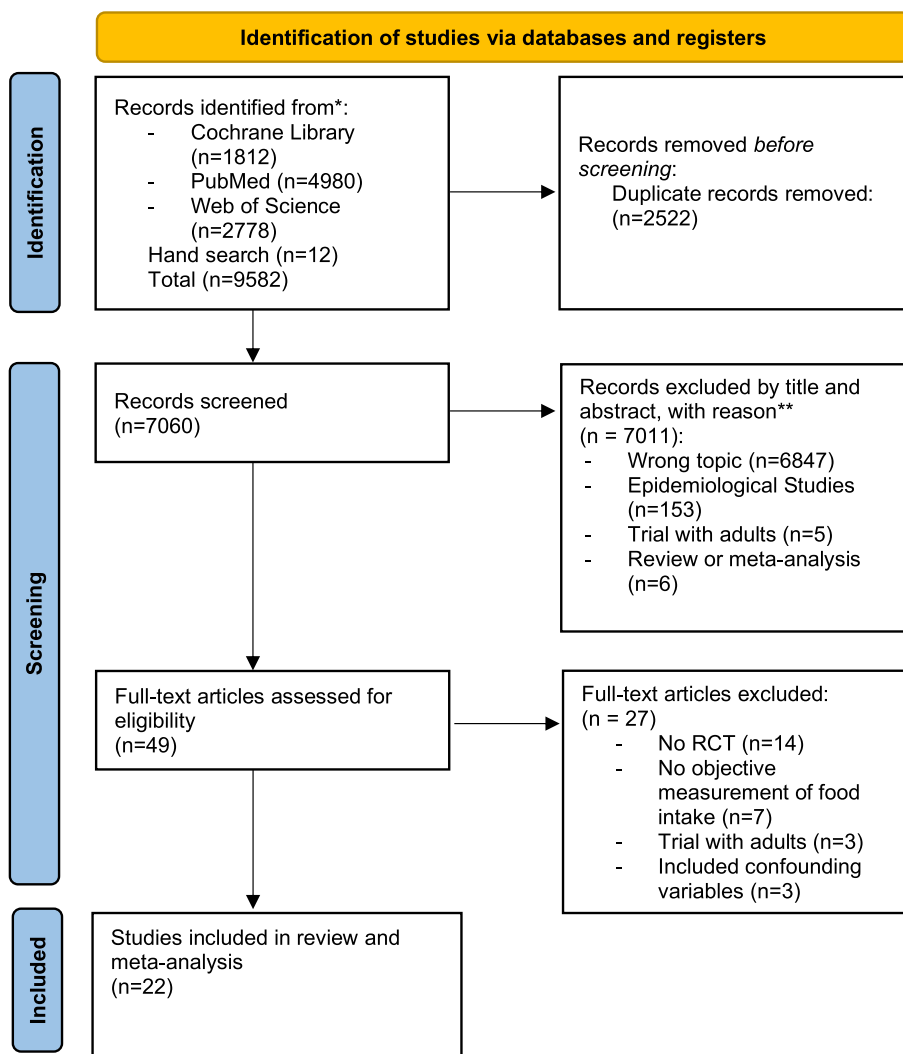 Identification of studies via databases and registers
Identification
Records identified from*:
- Cochrane Library
(n=1812)
- PubMed (n=4980)
- Web of Science
(n=2778)
Hand search (n=12)
Total (n=9582)
Records removed before
screening:
Duplicate records removed:
(n=2522)
Screening
Records screened
(n=7060)
Records excluded by title and
abstract, with reason**
(n = 7011):
- Wrong topic (n=6847)
- Epidemiological Studies
(n=153)
- Trial with adults (n=5)
- Review or meta-analysis
(n=6)
Full-text articles assessed for
eligibility
(n=49)
Full-text articles excluded:
(n = 27)
- No RCT (n=14)
- No objective
measurement of food
intake (n=7)
- Trial with adults (n=3)
- Included confounding
variables (n=3)
Included
Studies included in review and
meta-analysis
(n=22)